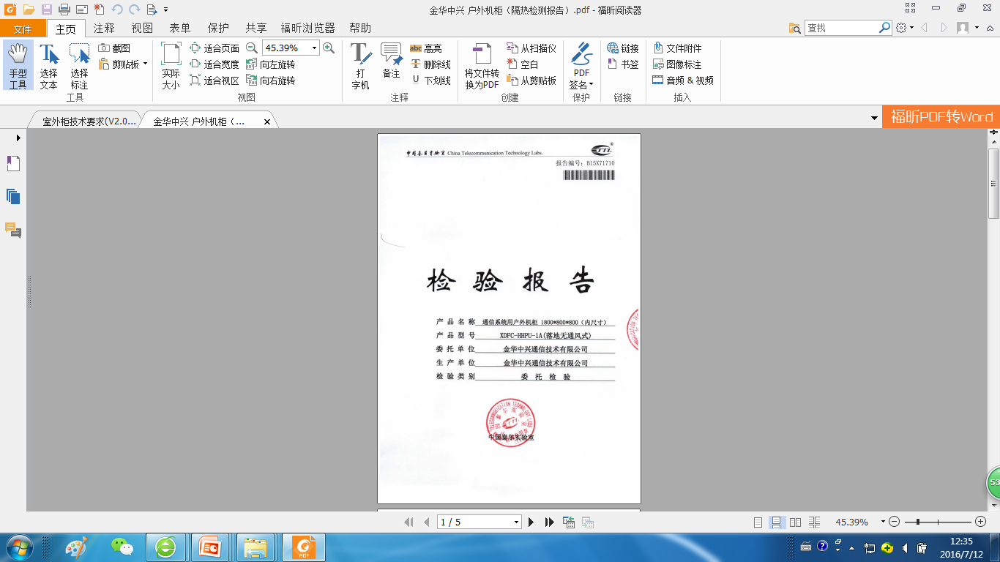 金华中兴 户外机柜（隔热检测报告）.pdf - 福昕阅读器
文件 主页 注释 视图 表单 保护 共享 福昕浏览器 帮助
查找
手型工具
选择文本
选择标注
截图
剪贴板
工具
实际大小
适合页面
适合宽度
适合视区
45.39%
向左旋转
向右旋转
视图
打字机
备注
abc 高亮
T 删除线
U 下划线
注释
将文件转换为PDF
从扫描仪
空白
从剪贴板
创建
PDF签名
保护
链接
书签
链接
文件附件
图像标注
音频 & 视频
插入
室外柜技术要求(V2.0... 金华中兴 户外机柜（ ...
福昕PDF转Word
China Telecommunication Technology Labs.
报告编号: B15X71710
检验报告
产品名称 通信系统用户外机柜 1800*800*800（内尺寸）
产品型号 XDFC-HHPU-1A(落地无通风式)
委托单位 金华中兴通信技术有限公司
生产单位 金华中兴通信技术有限公司
检验类别 委托检验
中国泰尔实验室
53
1 / 5
45.39%
PDF
12:35
2016/7/12